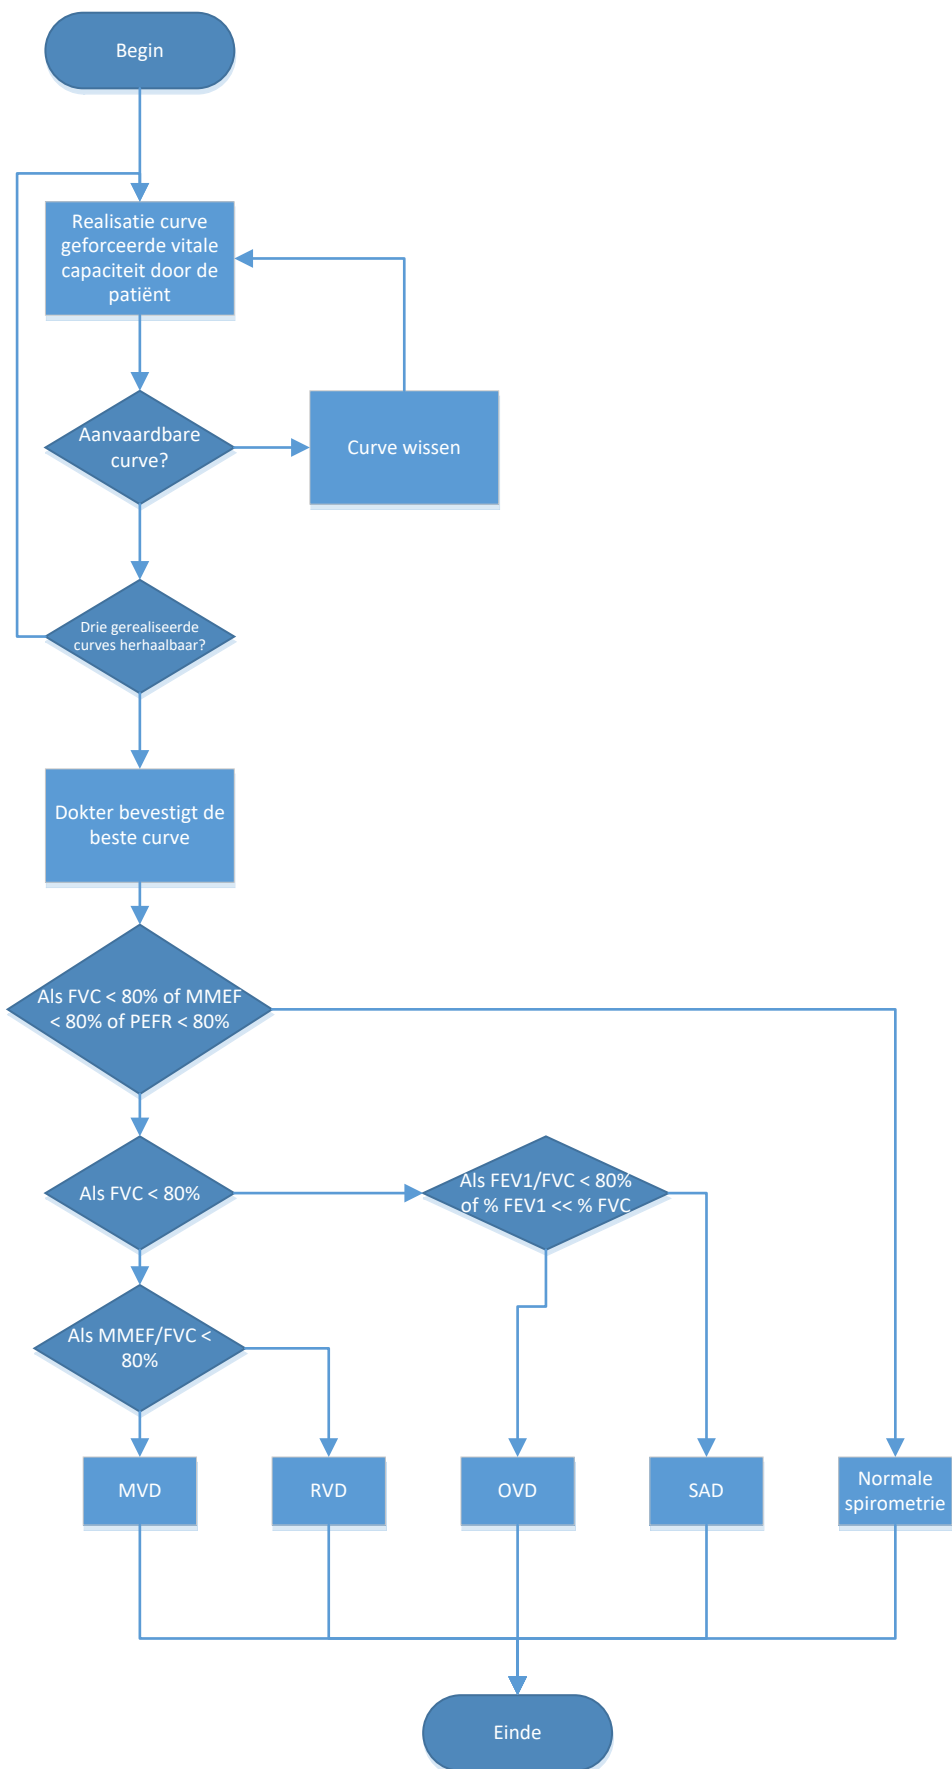 Begin
Realisatie curve
geforceerde vitale
capaciteit door de
patiënt
Aanvaardbare
curve?
Curve wissen
Drie gerealiseerde
curves herhaalbaar?
Dokter bevestigt de
beste curve
Als FVC < 80% of MMEF
< 80% of PEFR < 80%
Als FVC < 80%
Als FEV1/FVC < 80%
of % FEV1 << % FVC
Als MMEF/FVC <
80%
MVD
RVD
OVD
SAD
Normale
spirometrie
Einde